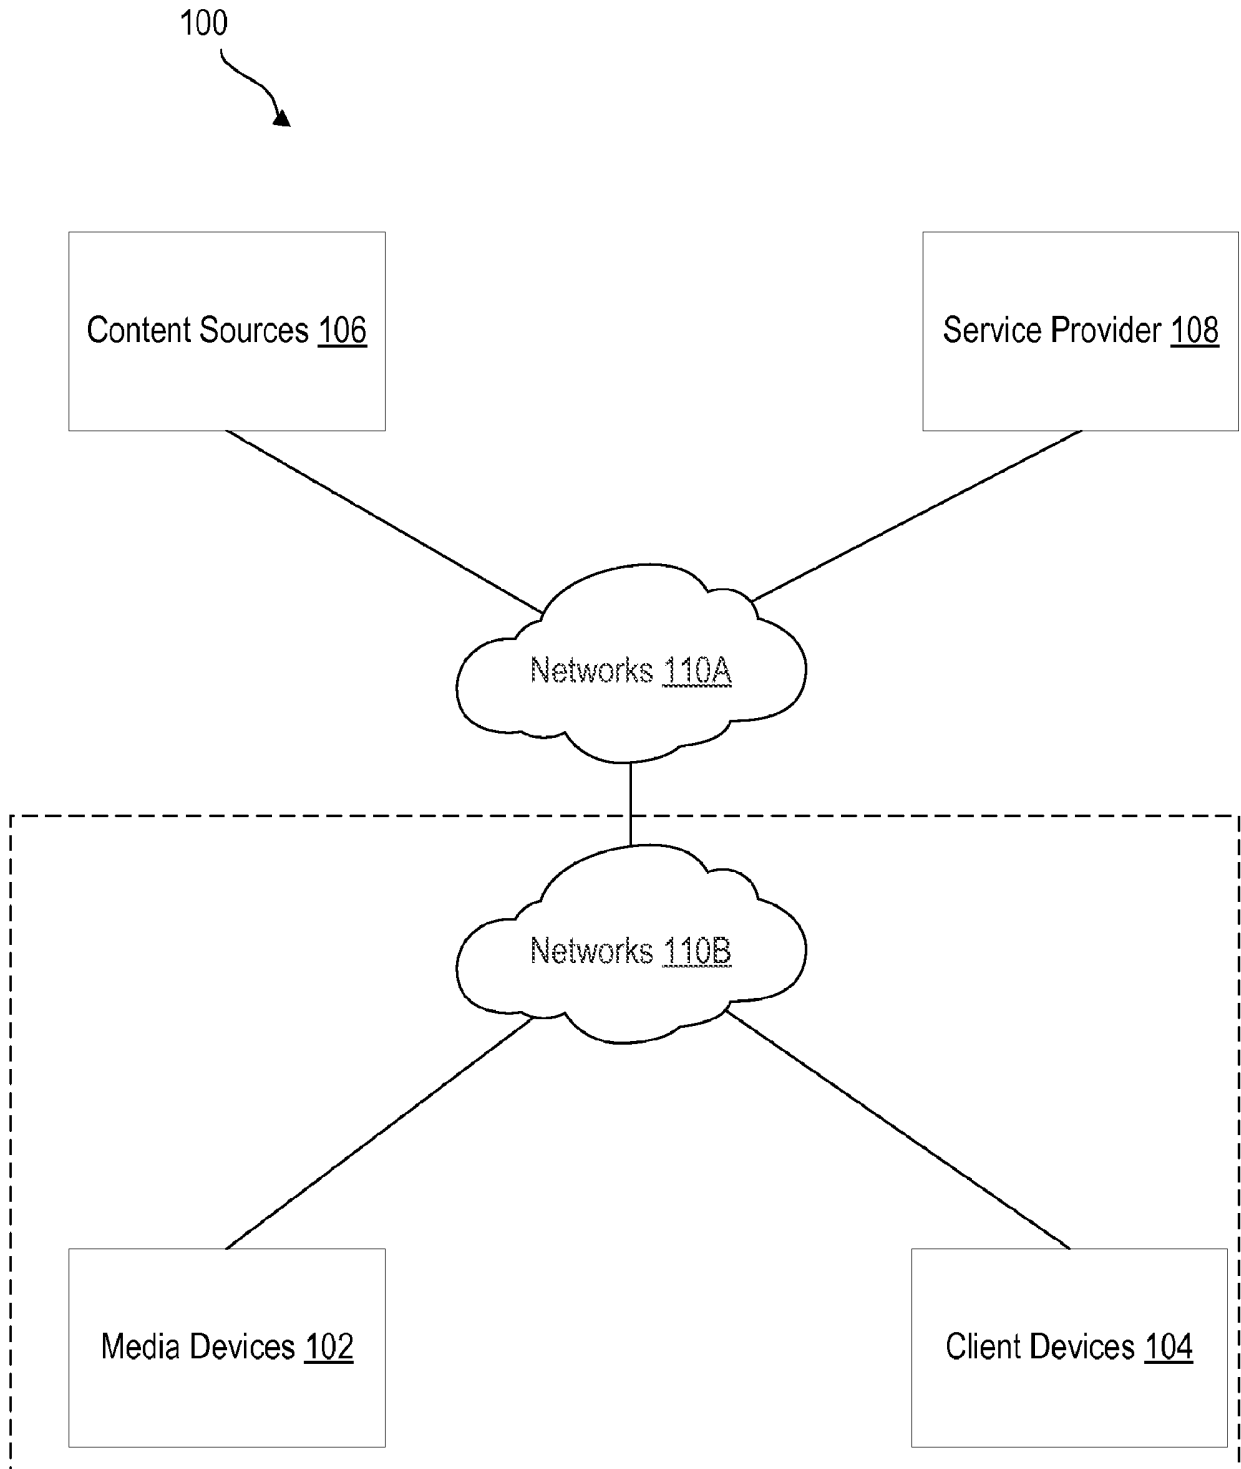 100
Content Sources 106
Service Provider 108
Networks 110A
Networks 110B
Media Devices 102
Client Devices 104